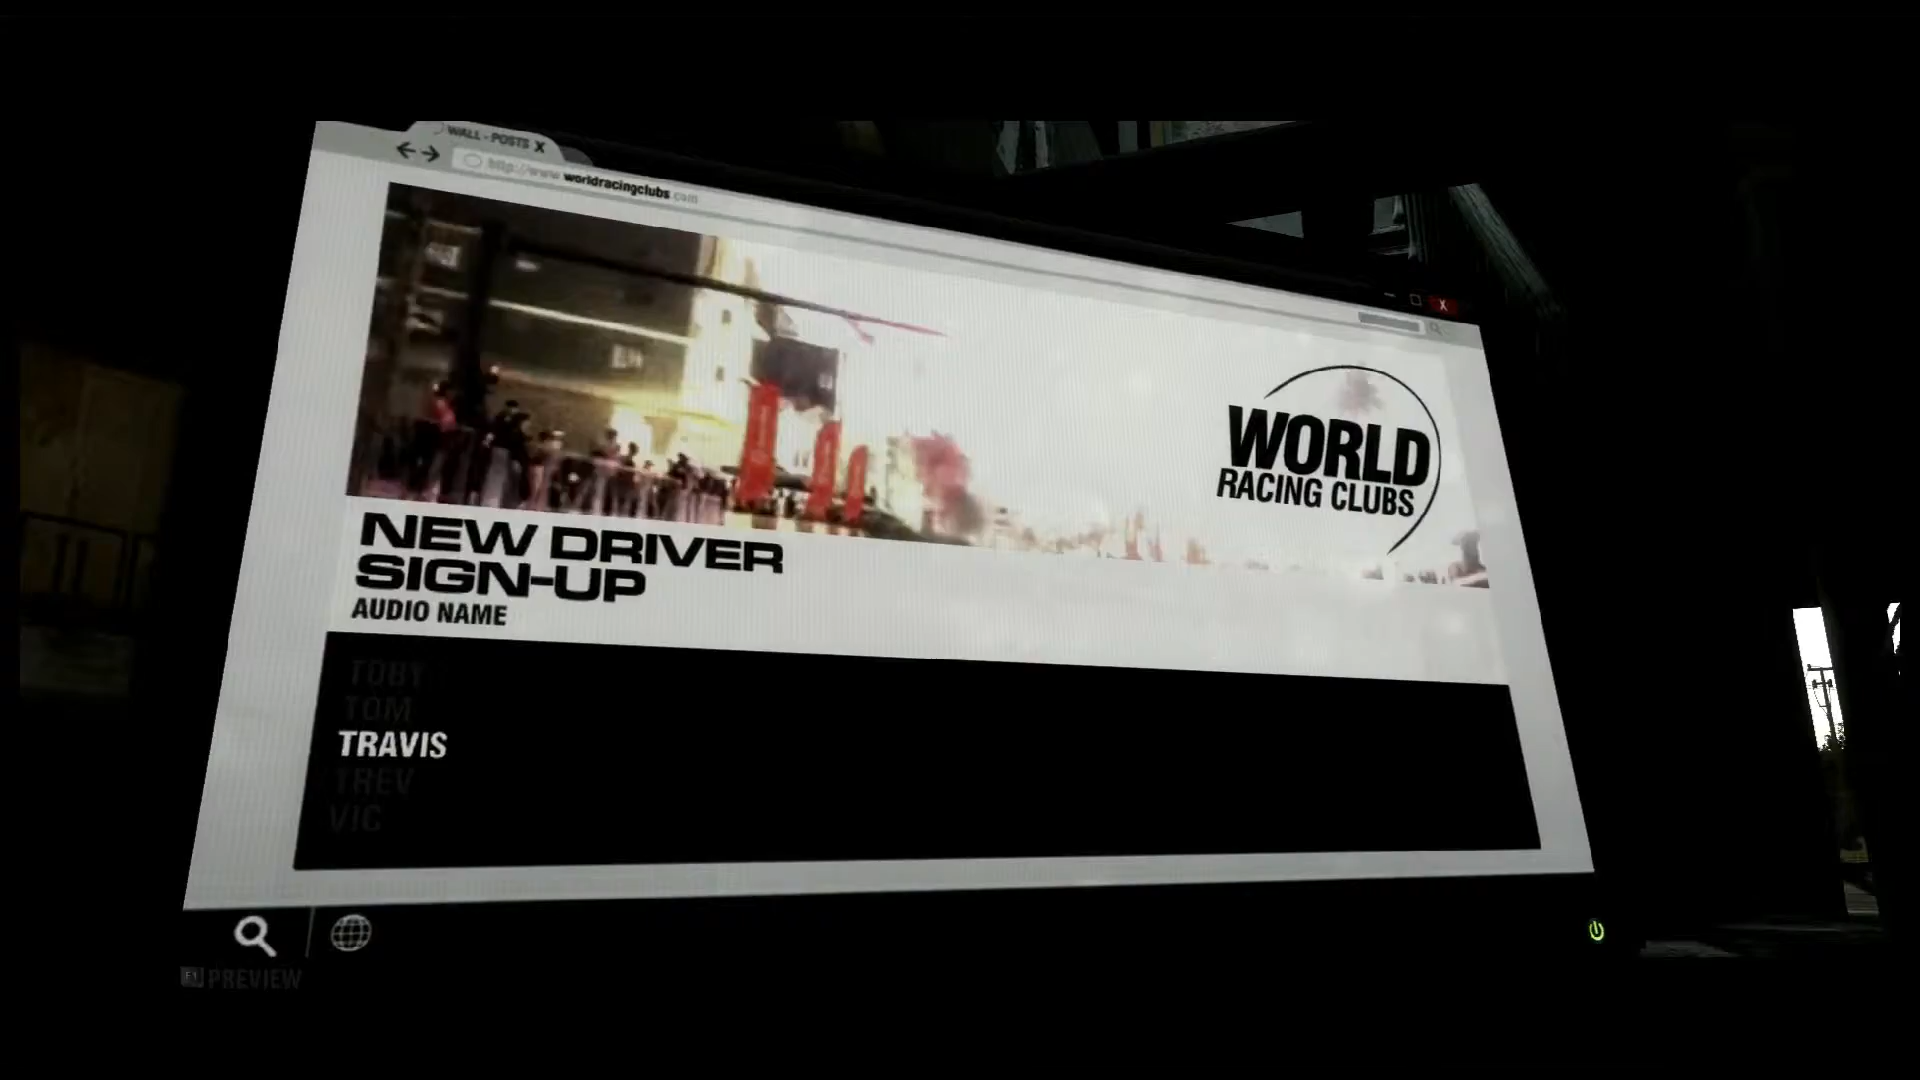 WALL - POSTS X
http://www.worldracingclubs.com
X
WORLD
RACING CLUBS
NEW DRIVER
SIGN-UP
AUDIO NAME
TOBY
TOM
TRAVIS
TREV
VIC
F1 PREVIEW